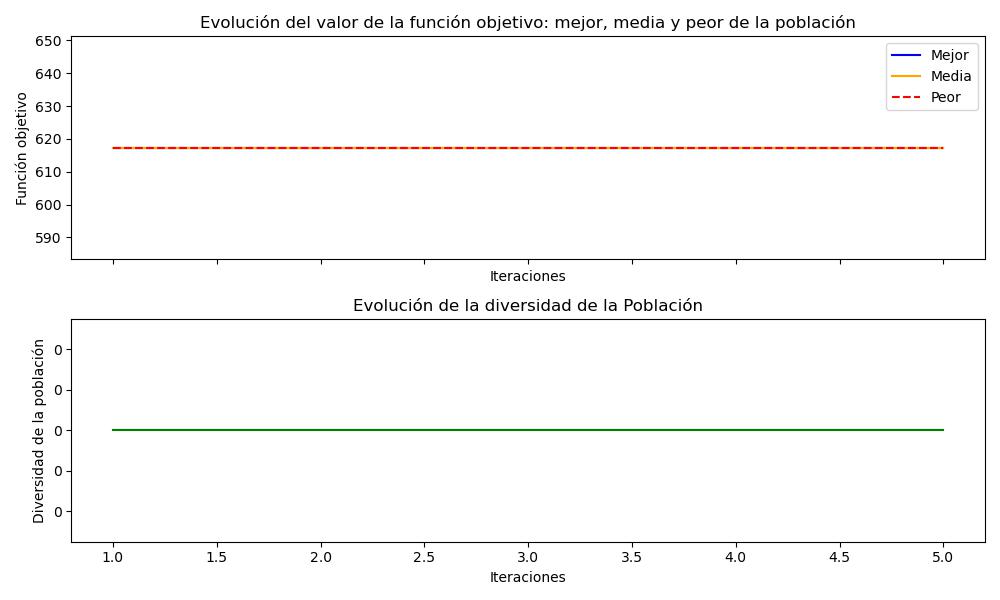 Evolución del valor de la función objetivo: mejor, media y peor de la población
650
640
630
620
610
600
590
Función objetivo
Mejor
Media
Peor
Iteraciones
Evolución de la diversidad de la Población
0
0
0
0
0
Diversidad de la población
1.0 1.5 2.0 2.5 3.0 3.5 4.0 4.5 5.0
Iteraciones